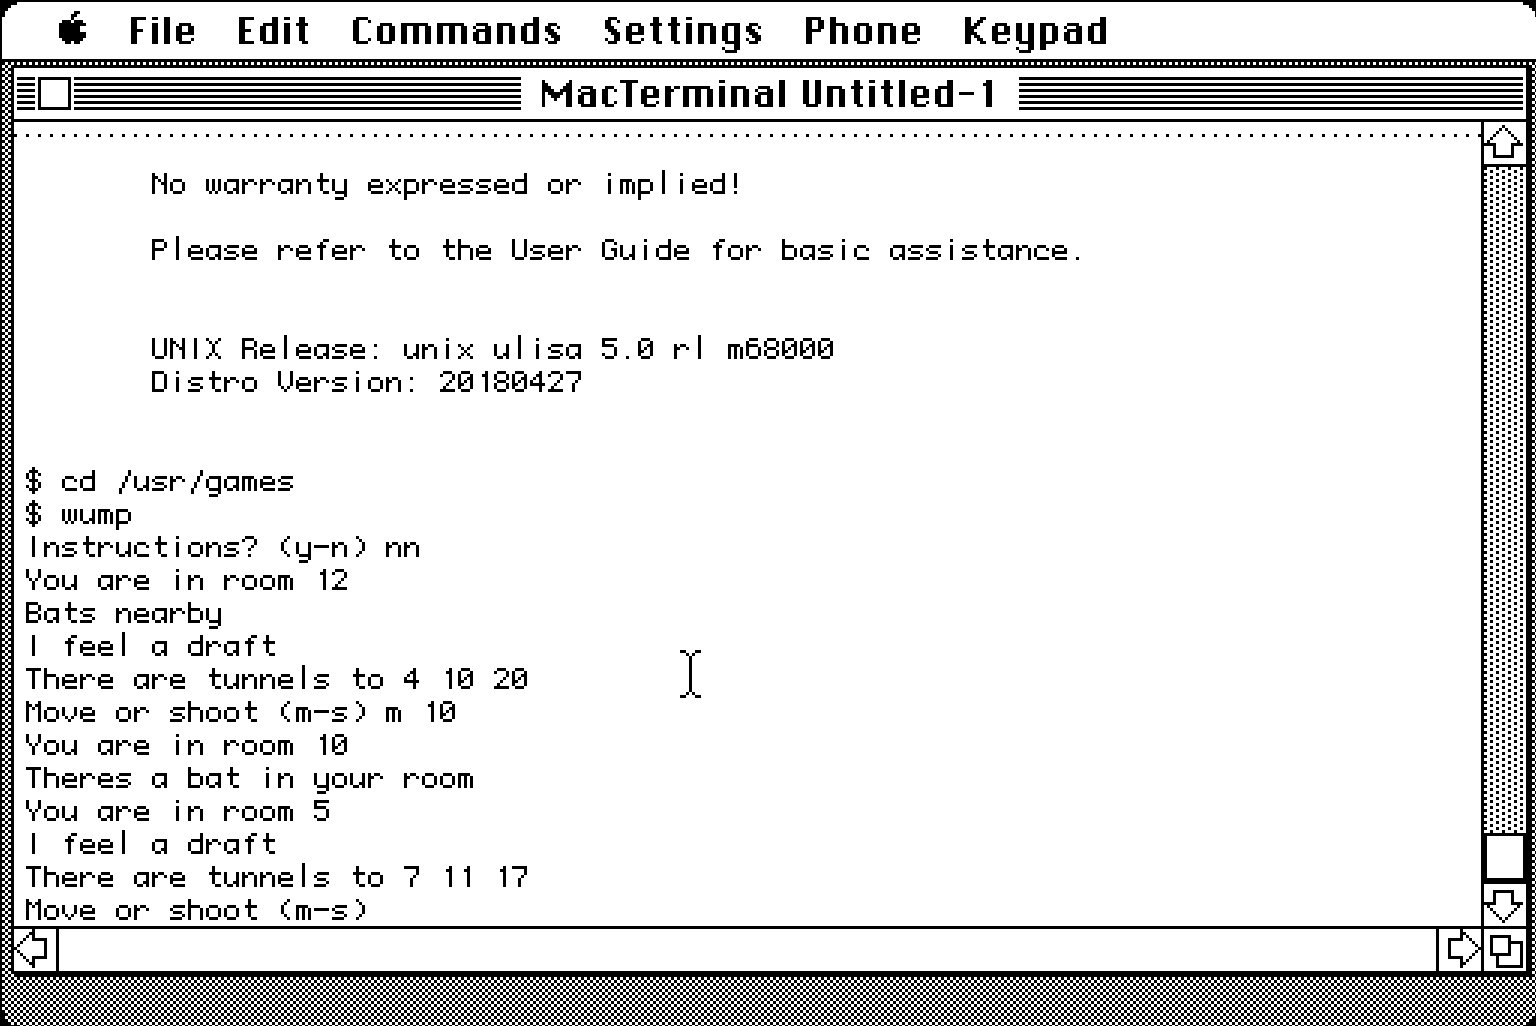 File Edit Commands Settings Phone Keypad
MacTerminal Untitled-1
No warranty expressed or implied!
Please refer to the User Guide for basic assistance.
UNIX Release: unix ulisa 5.0 rl m68000
Distro Version: 20180427
$ cd /usr/games
$ wump
Instructions? (y-n) nn
You are in room 12
Bats nearby
I feel a draft
There are tunnels to 4 10 20
Move or shoot (m-s) m 10
You are in room 10
Theres a bat in your room
You are in room 5
I feel a draft
There are tunnels to 7 11 17
Move or shoot (m-s)